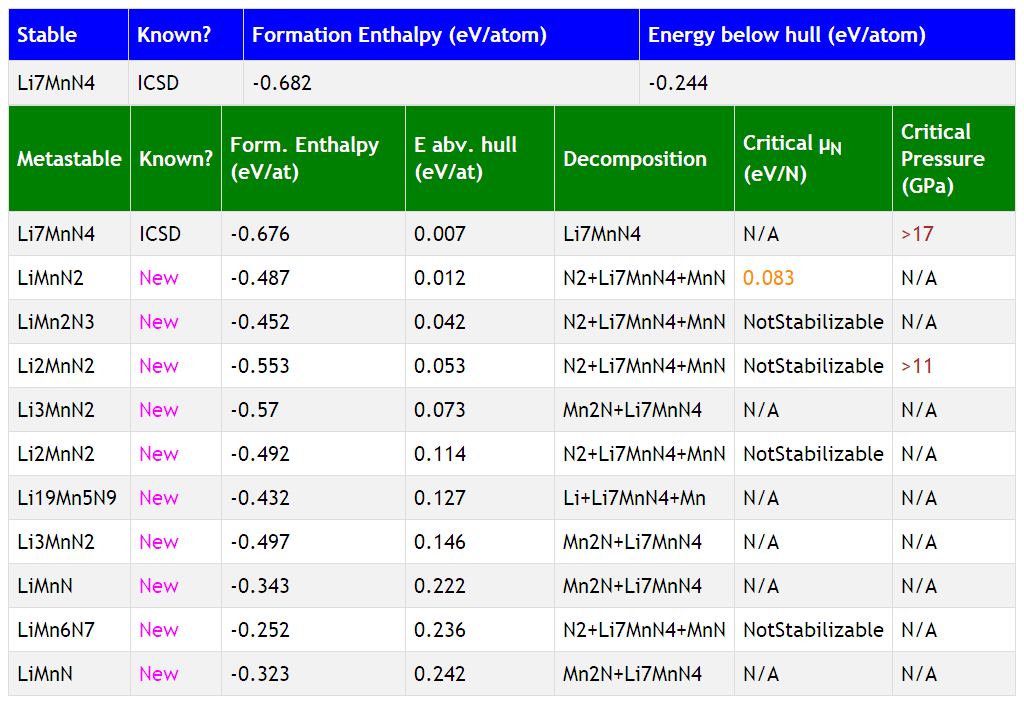 Stable Known? Formation Enthalpy (eV/atom) Energy below hull (eV/atom)
Li7MnN4 ICSD -0.682 -0.244
Metastable Known? Form. Enthalpy (eV/at) E abv. hull (eV/at) Decomposition Critical μN (eV/N) Critical Pressure (GPa)
Li7MnN4 ICSD -0.676 0.007 Li7MnN4 N/A >17
LiMnN2 New -0.487 0.012 N2+Li7MnN4+MnN 0.083 N/A
LiMn2N3 New -0.452 0.042 N2+Li7MnN4+MnN NotStabilizable N/A
Li2MnN2 New -0.553 0.053 N2+Li7MnN4+MnN NotStabilizable >11
Li3MnN2 New -0.57 0.073 Mn2N+Li7MnN4 N/A N/A
Li2MnN2 New -0.492 0.114 N2+Li7MnN4+MnN NotStabilizable N/A
Li19Mn5N9 New -0.432 0.127 Li+Li7MnN4+Mn N/A N/A
Li3MnN2 New -0.497 0.146 Mn2N+Li7MnN4 N/A N/A
LiMnN New -0.343 0.222 Mn2N+Li7MnN4 N/A N/A
LiMn6N7 New -0.252 0.236 N2+Li7MnN4+MnN NotStabilizable N/A
LiMnN New -0.323 0.242 Mn2N+Li7MnN4 N/A N/A